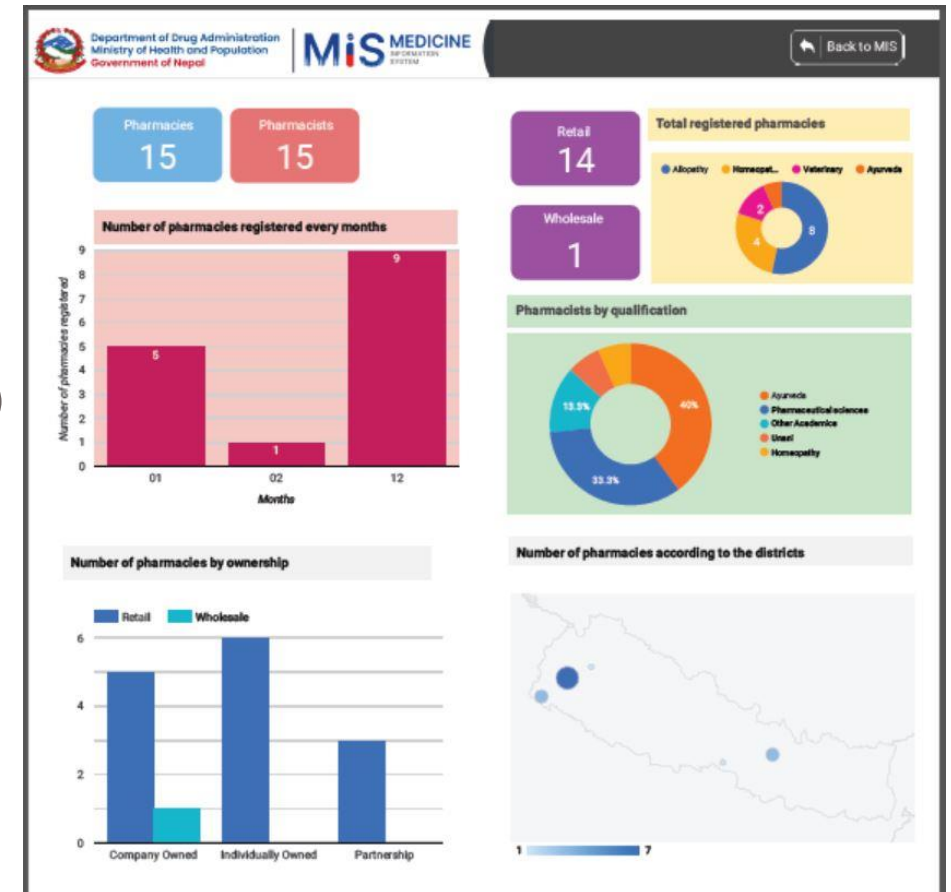 Department of Drug Administration
Ministry of Health and Population
Government of Nepal
MiS MEDICINE
INFORMATION
SYSTEM
Back to MIS
Pharmacies
15
Pharmacists
15
Retail
14
Wholesale
1
Total registered pharmacies
Allopathy Homeopat... Veterinary Ayurveda
2
4
8
Number of pharmacies registered every months
Number of pharmacies registered
9
8
7
6
5
4
3
2
1
0
5
1
9
01 02 12
Months
Pharmacists by qualification
13.3%
40%
33.3%
Ayurveda
Pharmaceutical sciences
Other Academics
Unani
Homeopathy
Number of pharmacies by ownership
Retail Wholesale
6
4
2
0
Company Owned Individually Owned Partnership
Number of pharmacies according to the districts
1 7